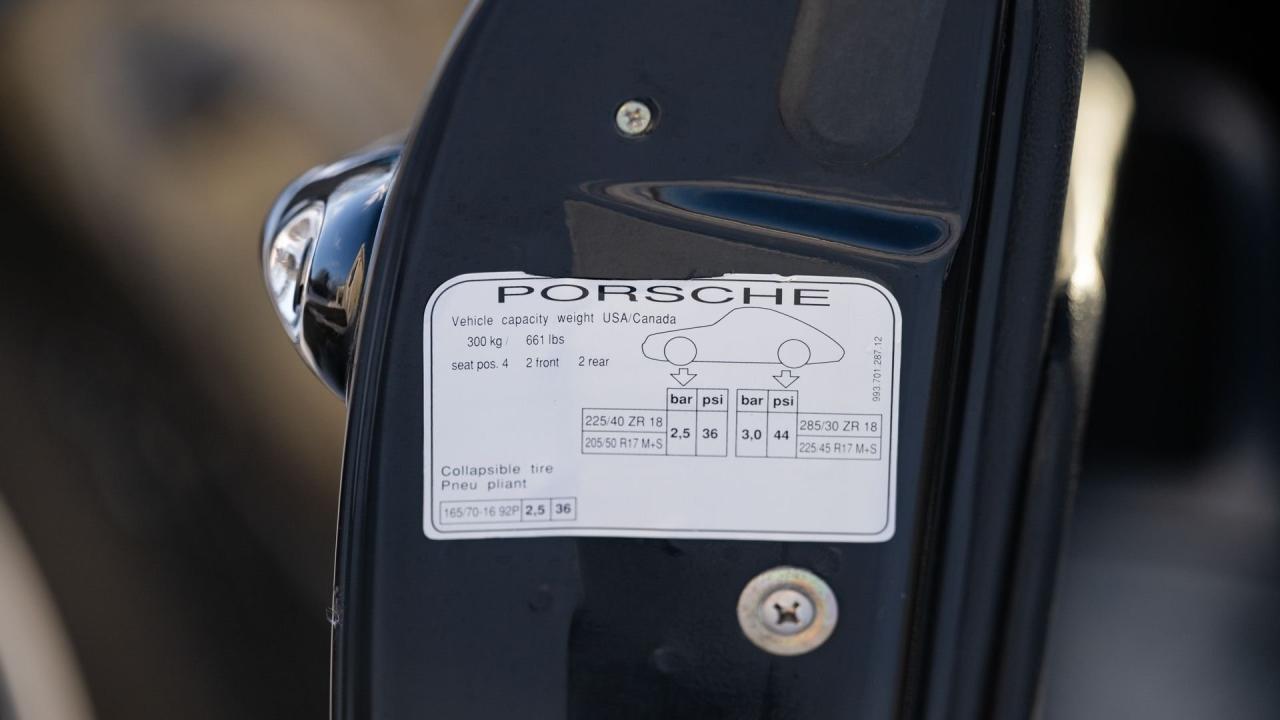 PORSCHE
Vehicle capacity weight USA/Canada
300 kg / 661 lbs
seat pos. 4 2 front 2 rear
993.701.287.12
bar psi bar psi
225/40 ZR 18 2,5 36 3,0 44 285/30 ZR 18
205/50 R17 M+S 225/45 R17 M+S
Collapsible tire
Pneu pliant
165/70-16 92P 2,5 36